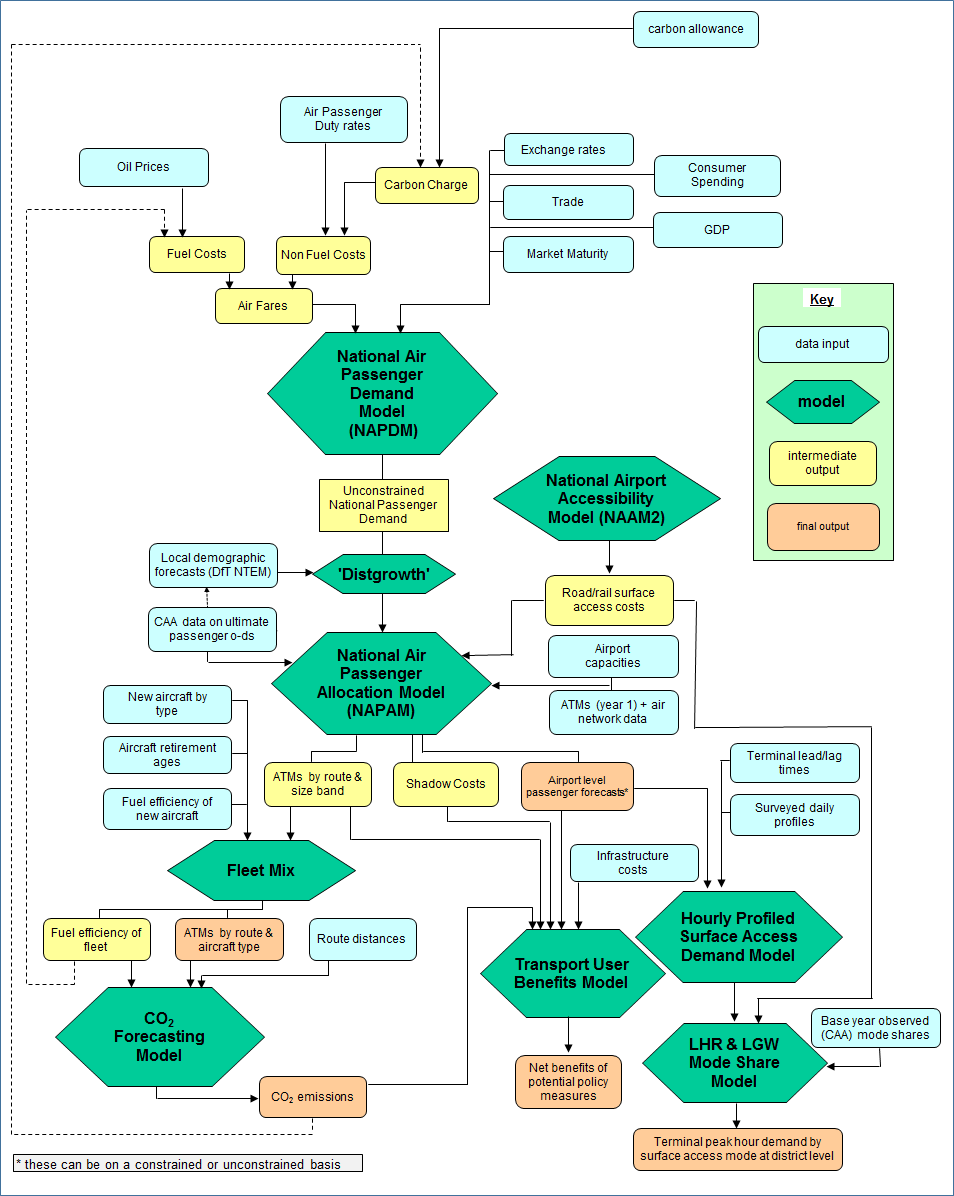 carbon allowance
Air Passenger
Duty rates
Oil Prices
Exchange rates
Consumer
Spending
Carbon Charge
Trade
GDP
Fuel Costs
Non Fuel Costs
Market Maturity
Air Fares
Key
data input
model
intermediate
output
final output
National Air
Passenger
Demand
Model
(NAPDM)
Unconstrained
National Passenger
Demand
National Airport
Accessibility
Model (NAAM2)
Local demographic
forecasts (DfT NTEM)
'Distgrowth'
Road/rail surface
access costs
CAA data on ultimate
passenger o-ds
National Air
Passenger
Allocation Model
(NAPAM)
Airport
capacities
ATMs (year 1) + air
network data
New aircraft by
type
Aircraft retirement
ages
Fuel efficiency of
new aircraft
ATMs by route &
size band
Shadow Costs
Airport level
passenger forecasts*
Terminal lead/lag
times
Surveyed daily
profiles
Infrastructure
costs
Fleet Mix
Fuel efficiency of
fleet
ATMs by route &
aircraft type
Route distances
Transport User
Benefits Model
Hourly Profiled
Surface Access
Demand Model
CO2
Forecasting
Model
Base year observed
(CAA) mode shares
LHR & LGW
Mode Share
Model
CO2 emissions
Net benefits of
potential policy
measures
Terminal peak hour demand by
surface access mode at district level
* these can be on a constrained or unconstrained basis